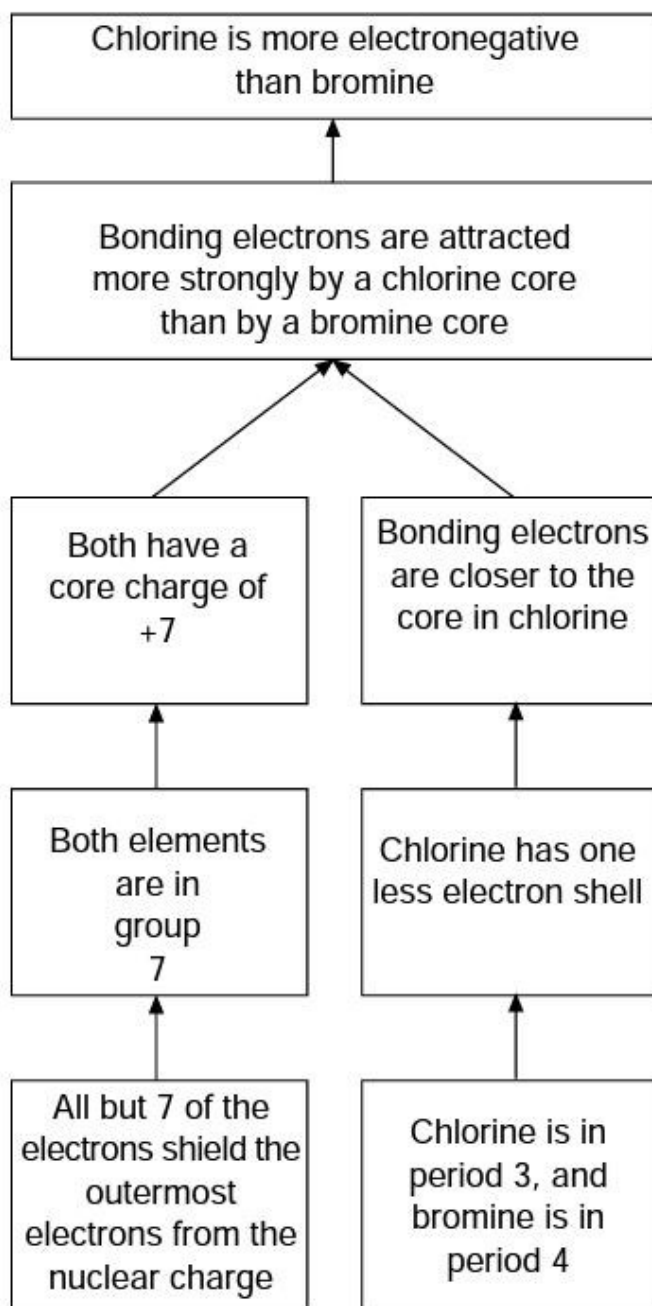 Chlorine is more electronegative
than bromine
Bonding electrons are attracted
more strongly by a chlorine core
than by a bromine core
Both have a
core charge of
+7
Bonding electrons
are closer to the
core in chlorine
Both elements
are in
group
7
Chlorine has one
less electron shell
All but 7 of the
electrons shield the
outermost
electrons from the
nuclear charge
Chlorine is in
period 3, and
bromine is in
period 4